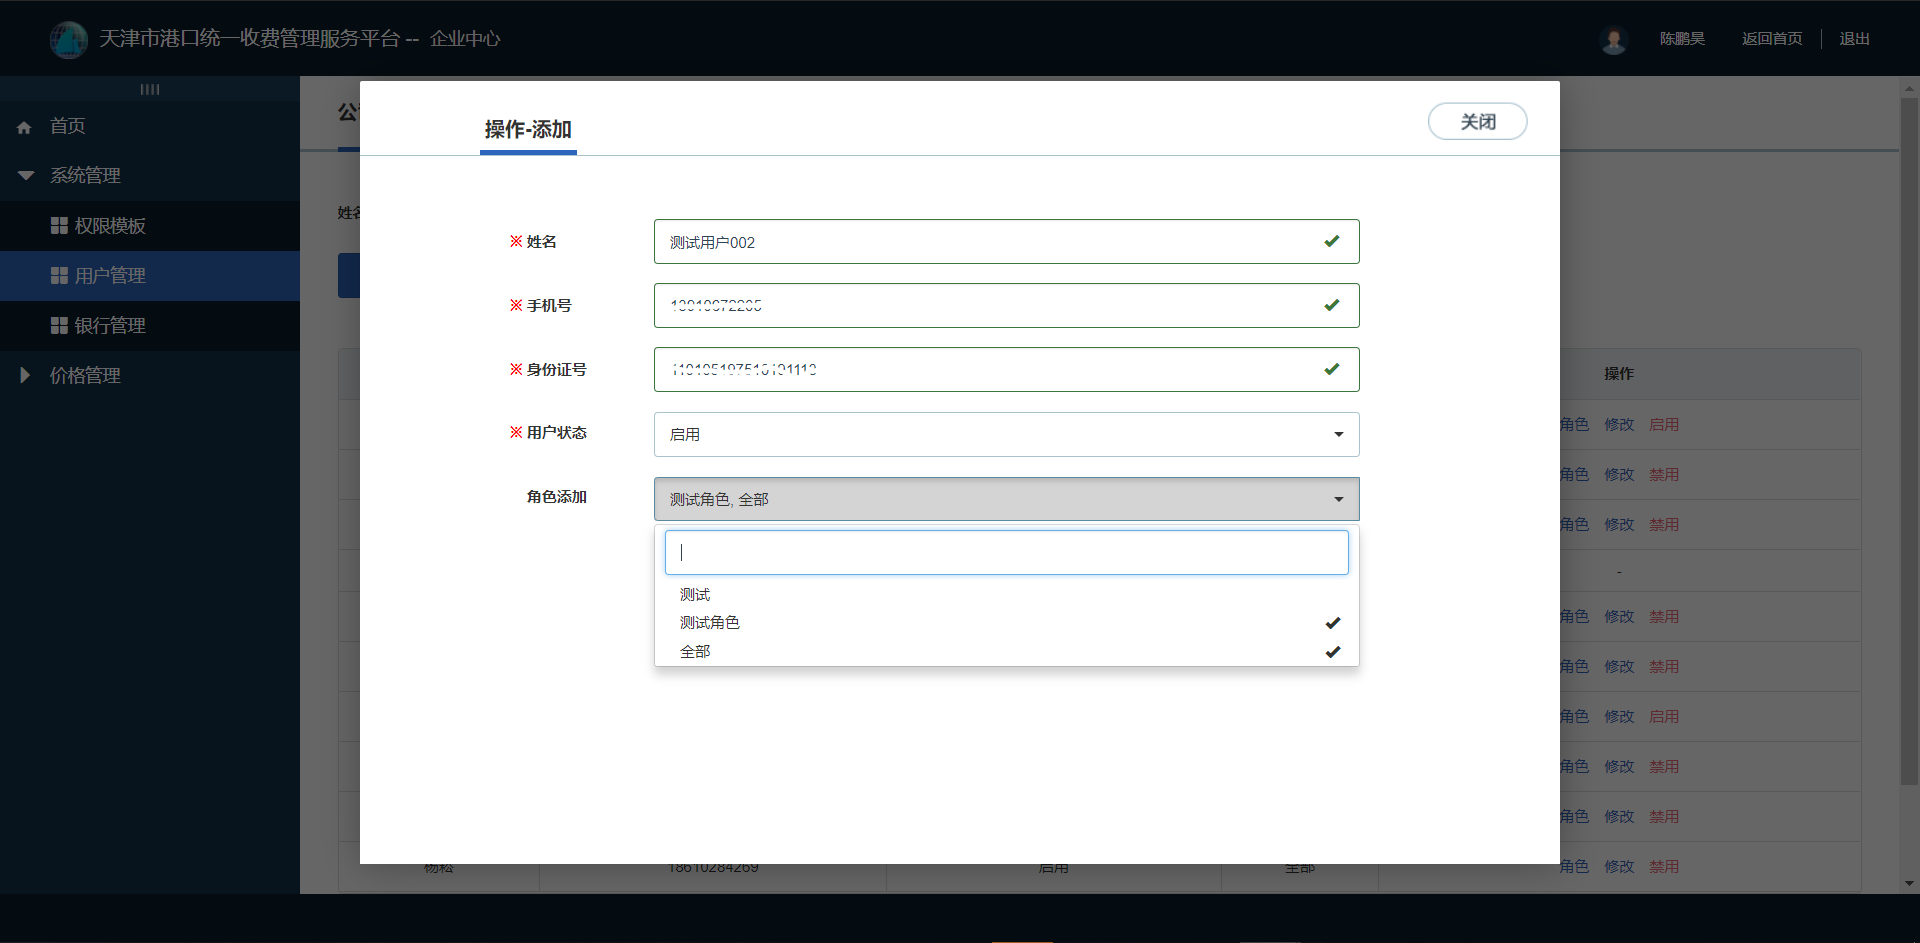 天津市港口统一收费管理服务平台 -- 企业中心
陈鹏昊 返回首页 退出
首页
系统管理
权限模板
用户管理
银行管理
价格管理
操作-添加
关闭
※ 姓名 测试用户002
※ 手机号
※ 身份证号
※ 用户状态 启用
角色添加 测试角色, 全部
测试
测试角色
全部
操作
角色 修改 启用
角色 修改 禁用
角色 修改 禁用
-
角色 修改 禁用
角色 修改 禁用
角色 修改 启用
角色 修改 禁用
角色 修改 禁用
杨崧 18610284269 启用 全部 角色 修改 禁用